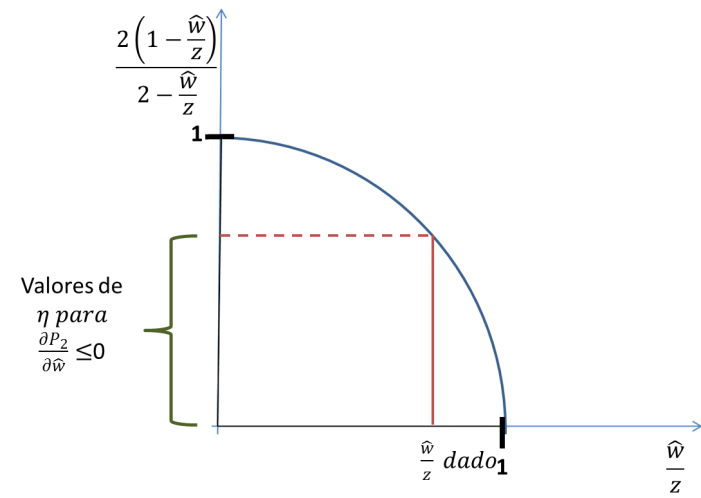 2(1−ŵ/z)
2−ŵ/z
1
Valores de
η para
∂P₂/∂ŵ ≤0
ŵ/z dado 1
ŵ/z